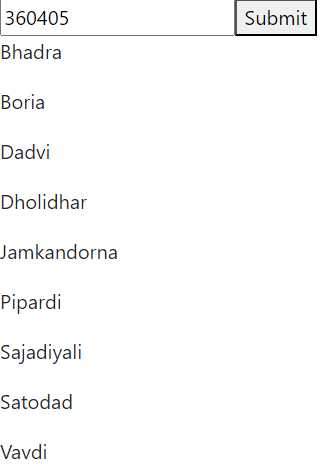 360405 Submit
Bhadra
Boria
Dadvi
Dholidhar
Jamkandorna
Pipardi
Sajadiyali
Satodad
Vavdi